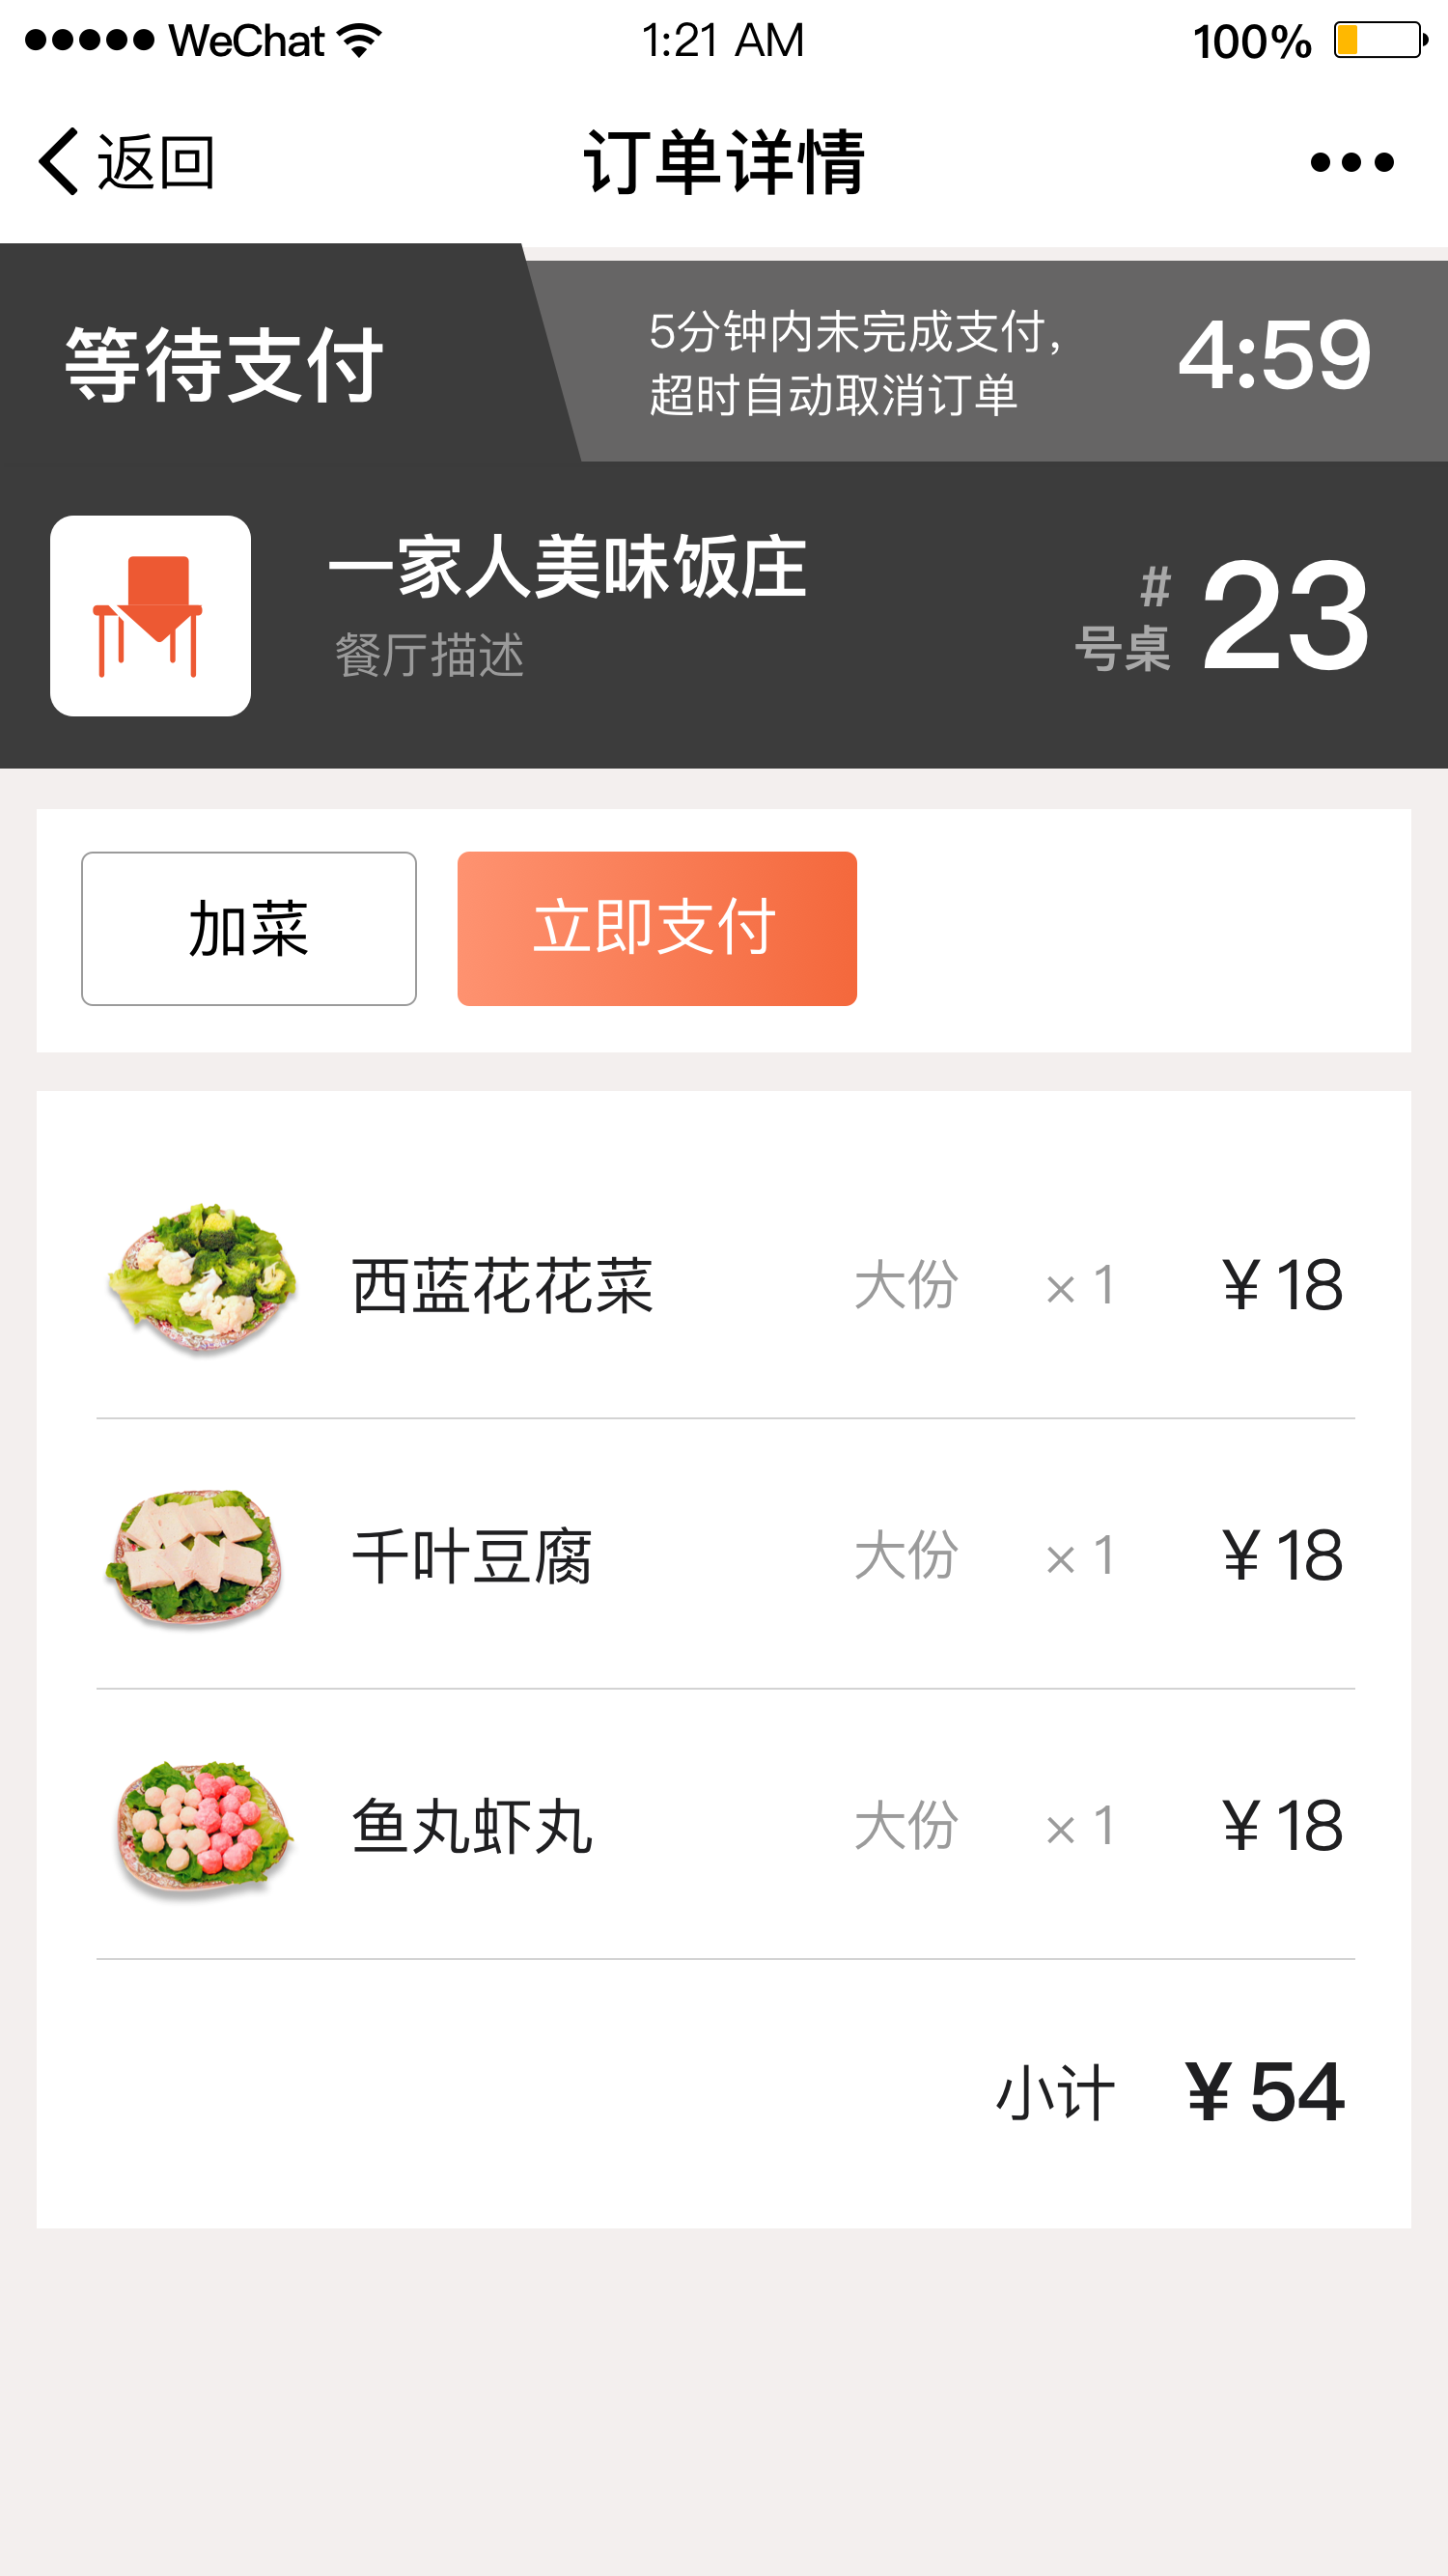 WeChat 1:21 AM 100%
返回 订单详情
等待支付
5分钟内未完成支付，
超时自动取消订单
4:59
一家人美味饭庄
餐厅描述
#
号桌
23
加菜 立即支付
西蓝花花菜 大份 × 1 ¥ 18
千叶豆腐 大份 × 1 ¥ 18
鱼丸虾丸 大份 × 1 ¥ 18
小计 ¥ 54